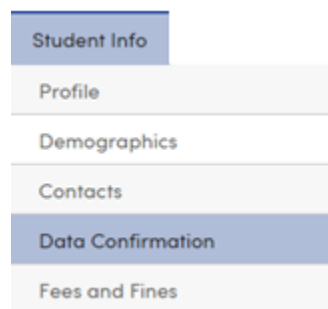 Student Info
Profile
Demographics
Contacts
Data Confirmation
Fees and Fines